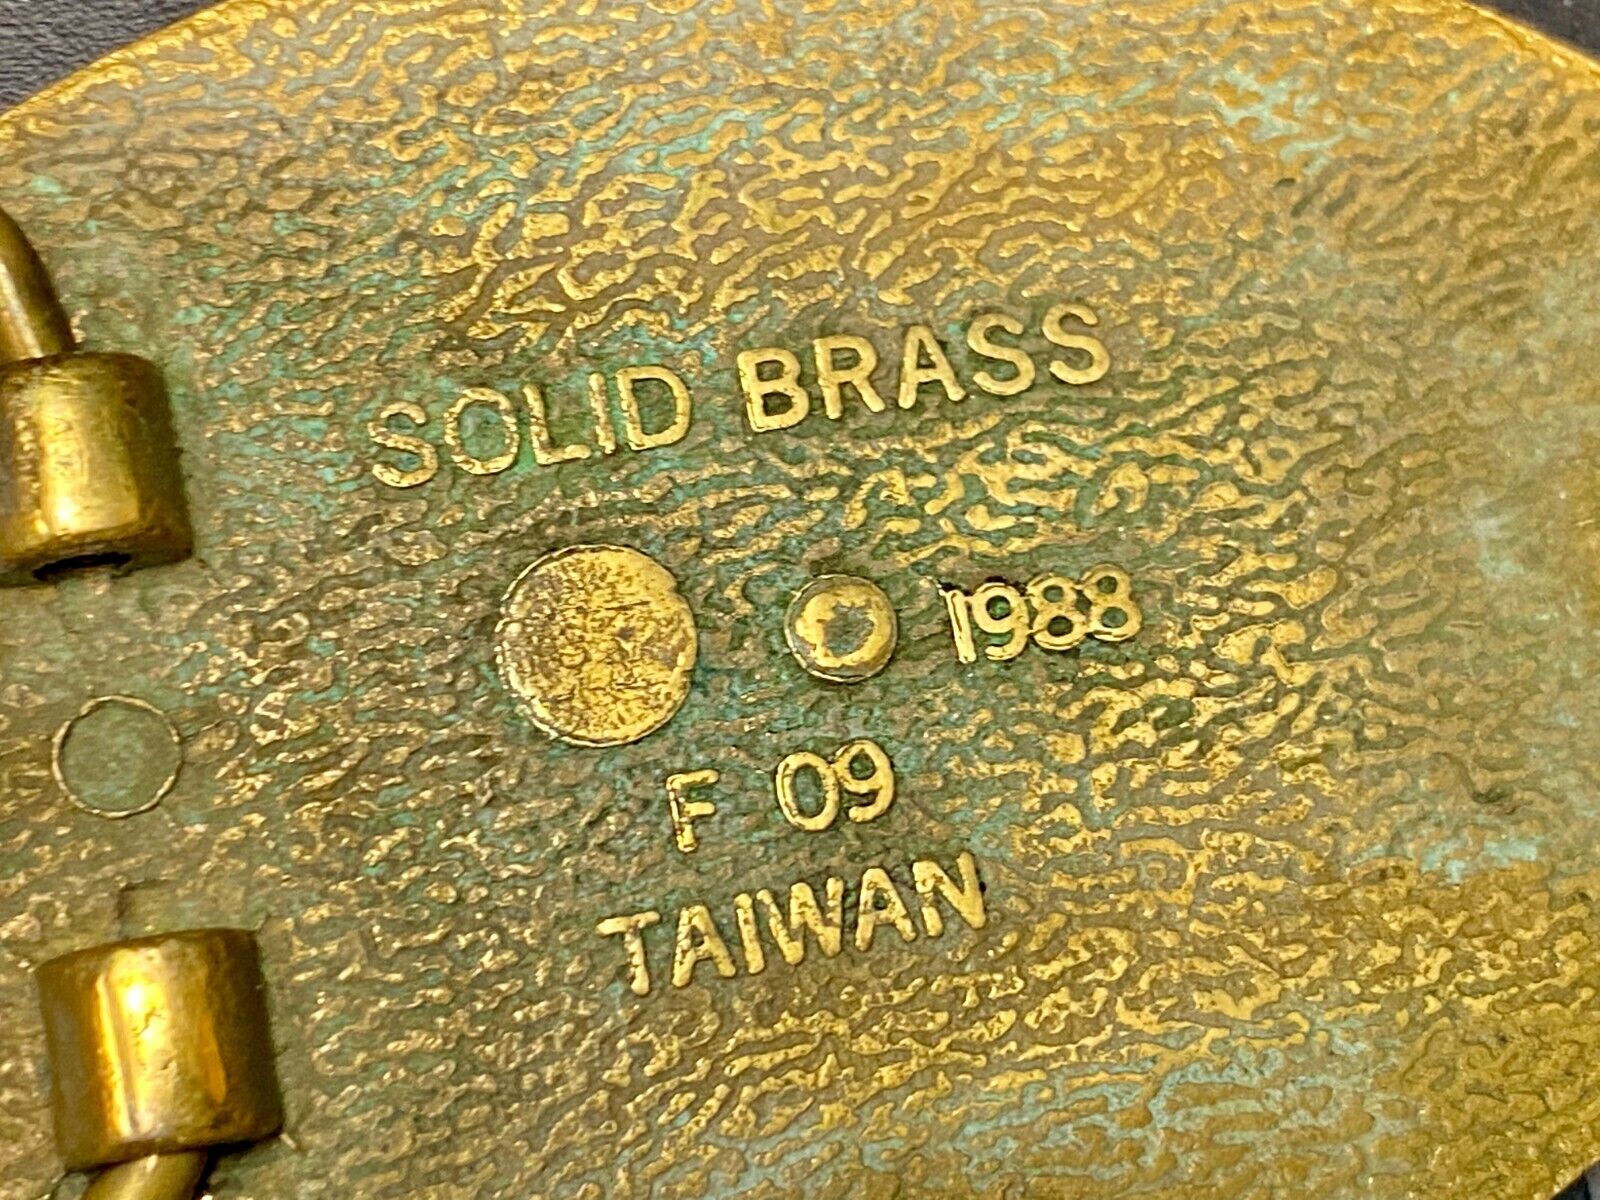 SOLID BRASS
1988
F 09
TAIWAN